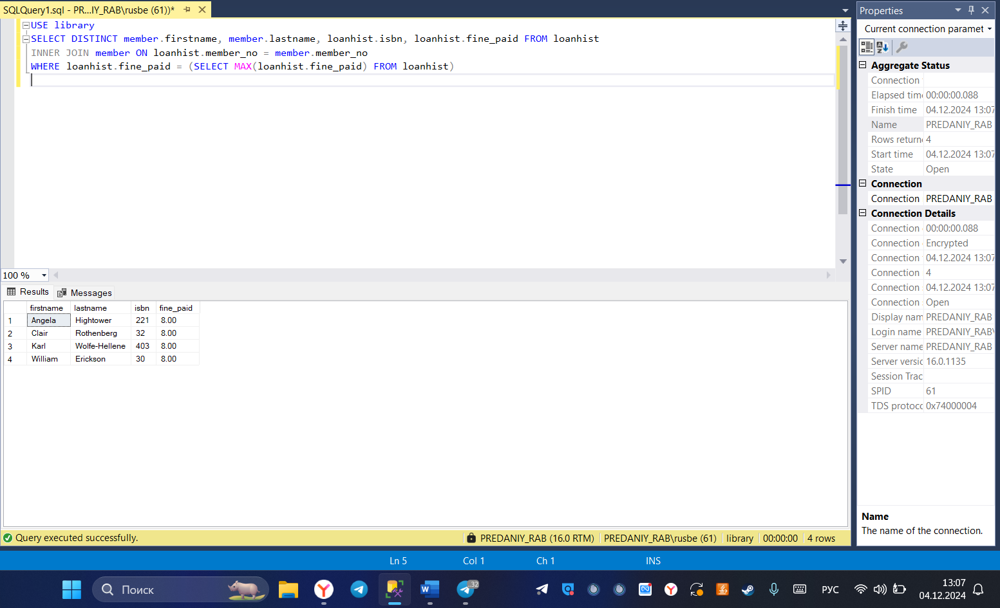 SQLQuery1.sql - PR...IY_RAB\rusbe (61))*
USE library
SELECT DISTINCT member.firstname, member.lastname, loanhist.isbn, loanhist.fine_paid FROM loanhist
INNER JOIN member ON loanhist.member_no = member.member_no
WHERE loanhist.fine_paid = (SELECT MAX(loanhist.fine_paid) FROM loanhist)
100 %
Results Messages
firstname lastname isbn fine_paid
1 Angela Hightower 221 8.00
2 Clair Rothenberg 32 8.00
3 Karl Wolfe-Hellene 403 8.00
4 William Erickson 30 8.00
Query executed successfully. PREDANIY_RAB (16.0 RTM) PREDANIY_RAB\rusbe (61) library 00:00:00 4 rows
Properties
Current connection paramet
Aggregate Status
Connection
Elapsed time 00:00:00.088
Finish time 04.12.2024 13:07
Name PREDANIY_RAB
Rows returne 4
Start time 04.12.2024 13:07
State Open
Connection
Connection PREDANIY_RAB
Connection Details
Connection 00:00:00.088
Connection Encrypted
Connection 04.12.2024 13:07
Connection 4
Connection 04.12.2024 13:07
Connection Open
Display nam PREDANIY_RAB
Login name PREDANIY_RAB\
Server name PREDANIY_RAB
Server versic 16.0.1135
Session Trac
SPID 61
TDS protocc 0x74000004
Name
The name of the connection.
Ln 5 Col 1 Ch 1 INS
Поиск
32
РУС
13:07
04.12.2024